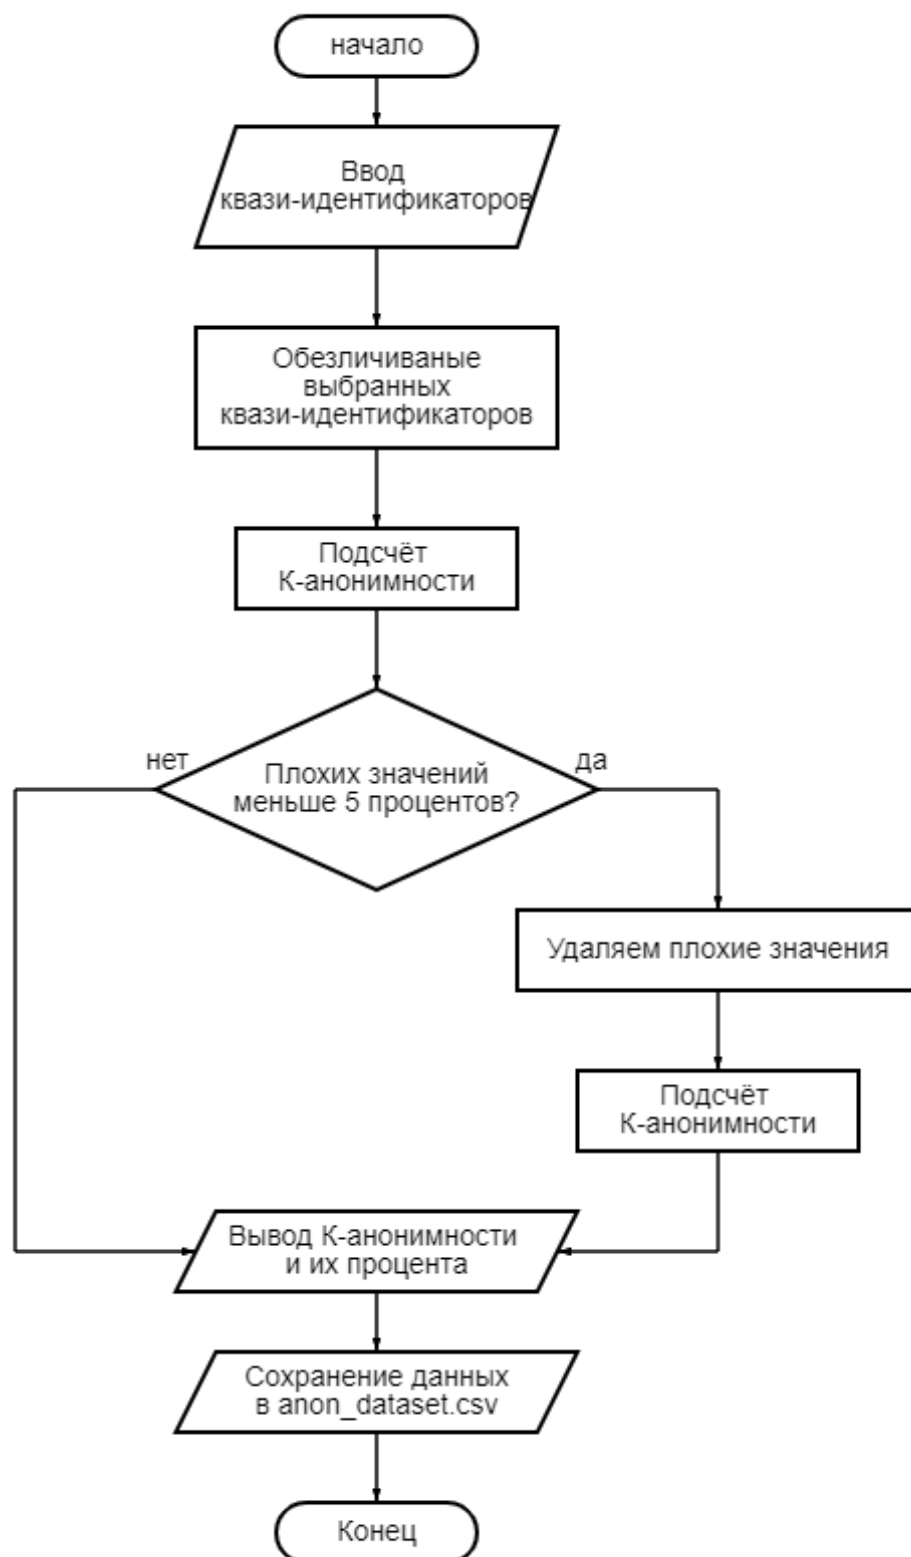 начало
Ввод
квази-идентификаторов
Обезличиваные
выбранных
квази-идентификаторов
Подсчёт
К-анонимности
нет
да
Плохих значений
меньше 5 процентов?
Удаляем плохие значения
Подсчёт
К-анонимности
Вывод К-анонимности
и их процента
Сохранение данных
в anon_dataset.csv
Конец